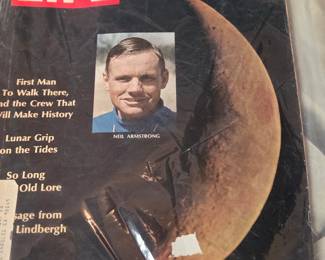 LIFE
First Man
To Walk There,
nd the Crew That
Will Make History
NEIL ARMSTRONG
Lunar Grip
on the Tides
So Long
Old Lore
sage from
Lindbergh